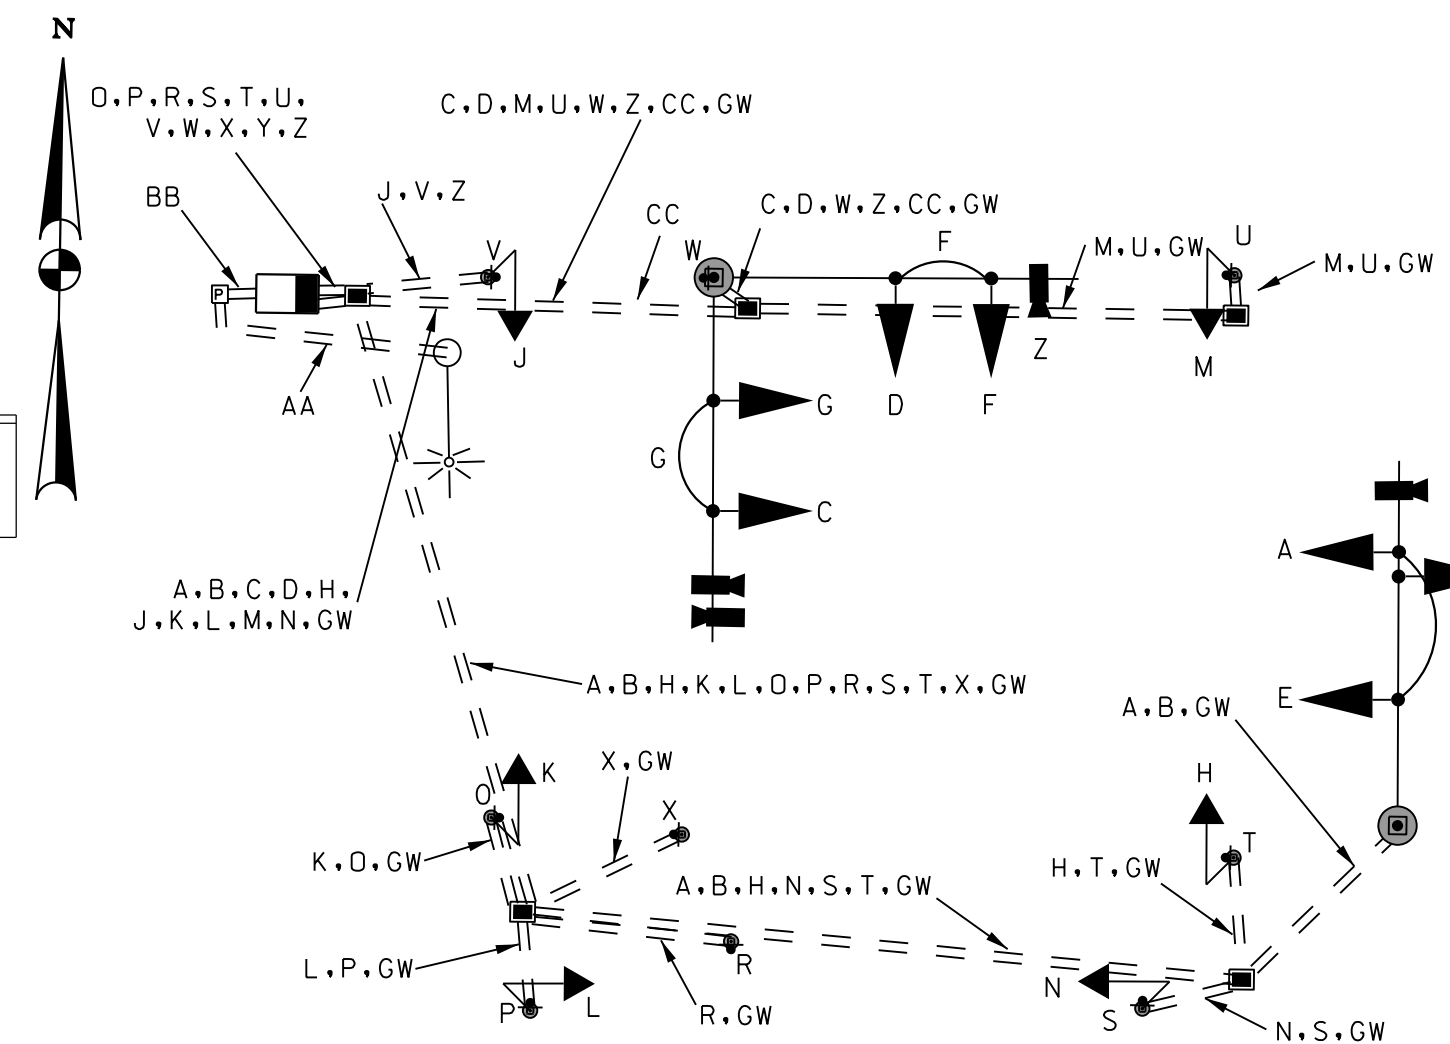 N
O,P,R,S,T,U,
V,W,X,Y,Z
C,D,M,U,W,Z,CC,GW
BB
J,V,Z
CC
C,D,W,Z,CC,GW
V
W
F
M,U,GW
U
M,U,GW
P
T
J
Z
M
AA
G
D
F
G
C
A
A,B,C,D,H,
J,K,L,M,N,GW
A,B,H,K,L,O,P,R,S,T,X,GW
E
A,B,GW
K
X,GW
H
O
X
T
K,O,GW
A,B,H,N,S,T,GW
H,T,GW
L,P,GW
R
N
P
L
R,GW
S
N,S,GW